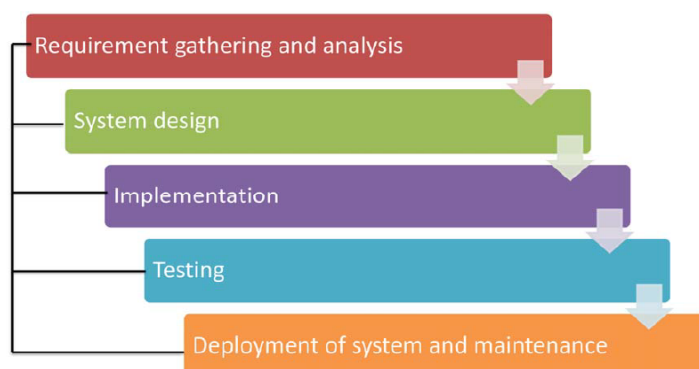 Requirement gathering and analysis
System design
Implementation
Testing
Deployment of system and maintenance